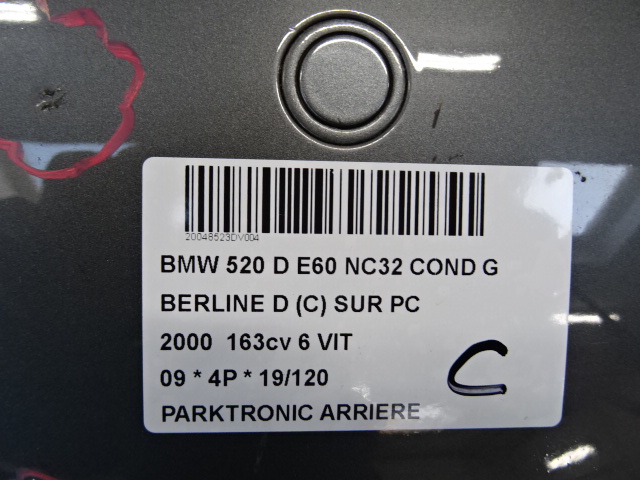 20048523DV004
BMW 520 D E60 NC32 COND G
BERLINE D (C) SUR PC
2000 163cv 6 VIT
09 * 4P * 19/120
PARKTRONIC ARRIERE
C